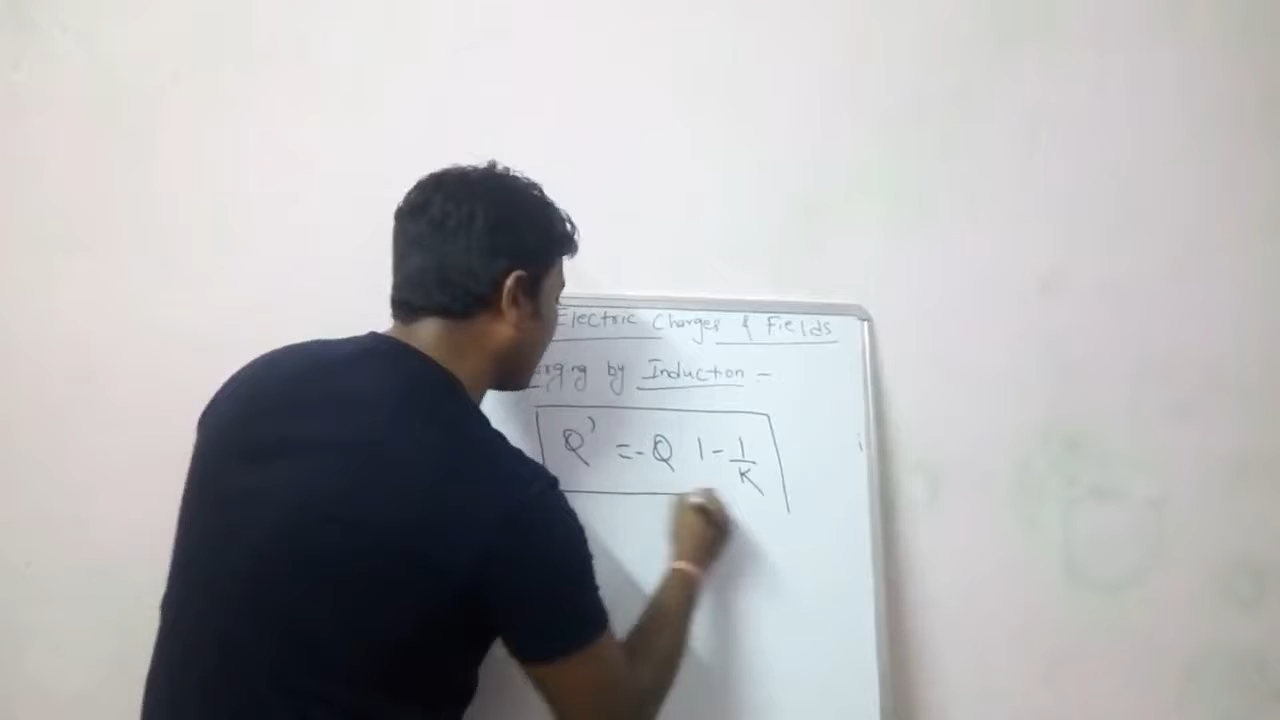 Electric Charges & Fields
by Induction -
Q' = -Q 1 - 1/K